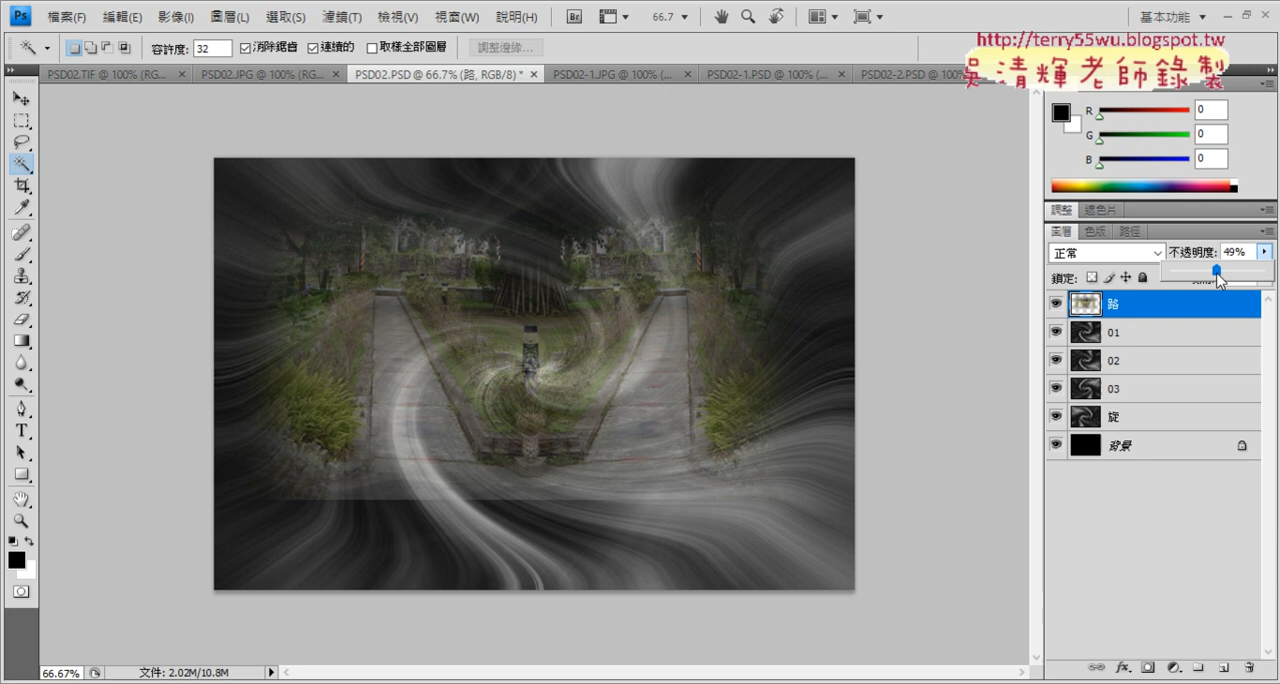 Ps 檔案(F) 編輯(E) 影像(I) 圖層(L) 選取(S) 濾鏡(T) 檢視(V) 視窗(W) 說明(H) Br 66.7 基本功能
容許度: 32 消除鋸齒 連續的 取樣全部圖層 調整邊緣...
http://terry55wu.blogspot.tw
吳清輝老師錄製
PSD02.TIF @ 100% (RG... PSD02.JPG @ 100% (RG... PSD02.PSD @ 66.7% (路, RGB/8) * PSD02-1.JPG @ 100% (... PSD02-1.PSD @ 100% (... PSD02-2.PSD @ 100%
R 0
G 0
B 0
調整 遮色片
圖層 色版 路徑
正常 不透明度: 49%
鎖定:
路
01
02
03
旋
背景
T
66.67% 文件: 2.02M/10.8M
fx